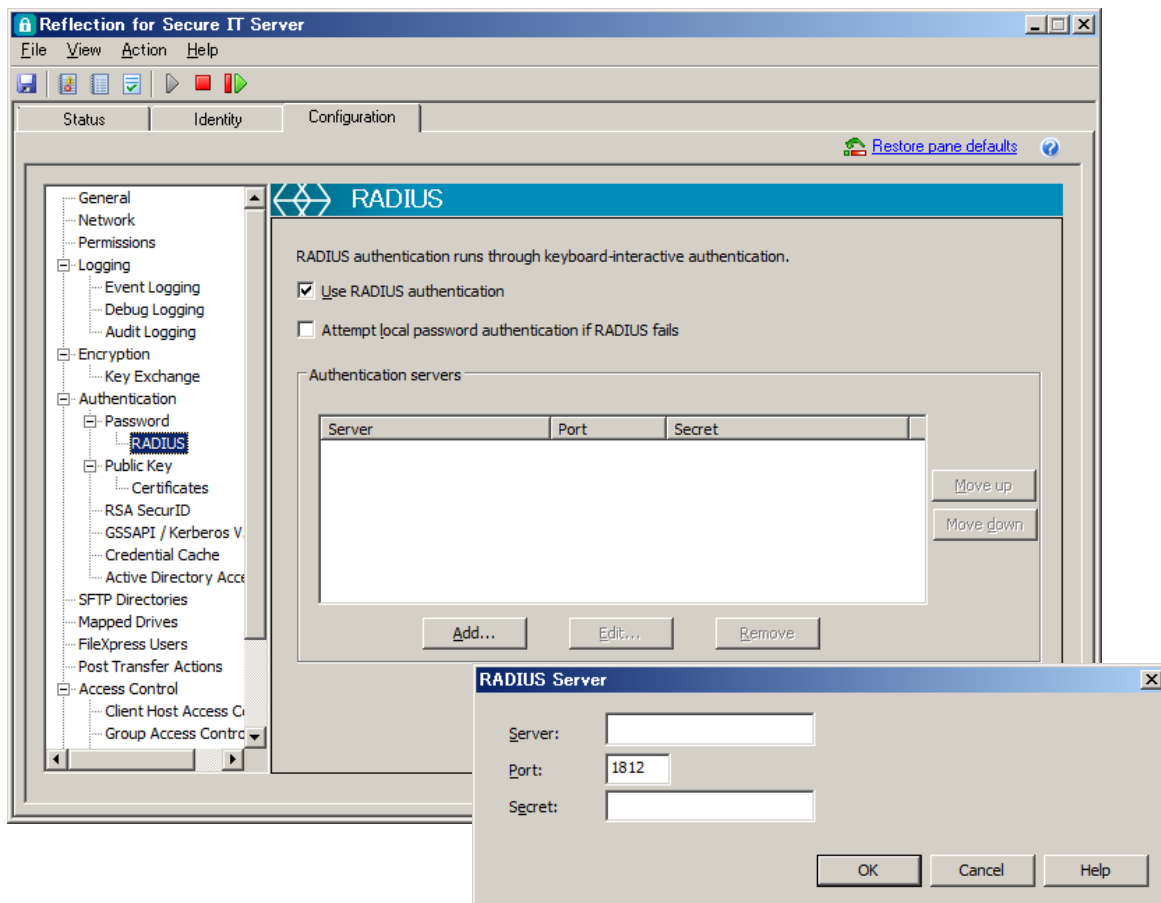 Reflection for Secure IT Server
File View Action Help
Status Identity Configuration
Restore pane defaults
General
Network
Permissions
Logging
Event Logging
Debug Logging
Audit Logging
Encryption
Key Exchange
Authentication
Password
RADIUS
Public Key
Certificates
RSA SecurID
GSSAPI / Kerberos V
Credential Cache
Active Directory Acce
SFTP Directories
Mapped Drives
FileXpress Users
Post Transfer Actions
Access Control
Client Host Access C
Group Access Contro
RADIUS
RADIUS authentication runs through keyboard-interactive authentication.
Use RADIUS authentication
Attempt local password authentication if RADIUS fails
Authentication servers
Server Port Secret
Move up
Move down
Add... Edit... Remove
RADIUS Server
Server:
Port: 1812
Secret:
OK Cancel Help